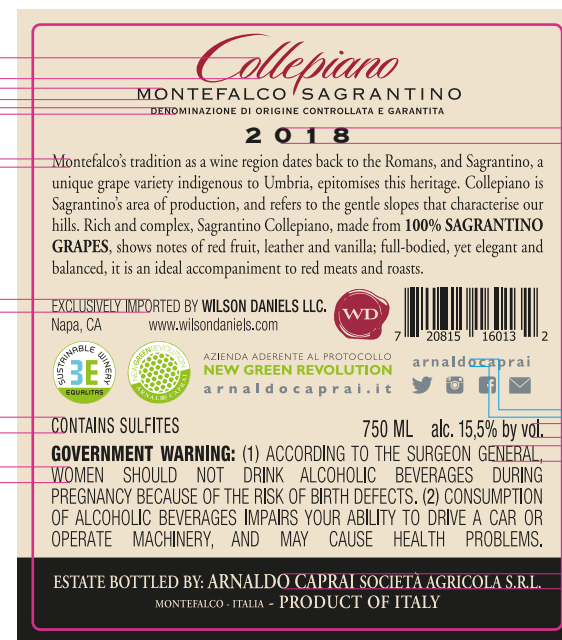 Collepiano
MONTEFALCO SAGRANTINO
DENOMINAZIONE DI ORIGINE CONTROLLATA E GARANTITA
2018
Montefalco's tradition as a wine region dates back to the Romans, and Sagrantino, a
unique grape variety indigenous to Umbria, epitomises this heritage. Collepiano is
Sagrantino's area of production, and refers to the gentle slopes that characterise our
hills. Rich and complex, Sagrantino Collepiano, made from 100% SAGRANTINO
GRAPES, shows notes of red fruit, leather and vanilla; full-bodied, yet elegant and
balanced, it is an ideal accompaniment to red meats and roasts.
EXCLUSIVELY IMPORTED BY WILSON DANIELS LLC.
Napa, CA www.wilsondaniels.com
WD
7 20815 16013 2
SUSTAINABLE WINERY
3E
EQUALITAS
NEWGREENREVOLUTION
ARNALDO CAPRAI
AZIENDA ADERENTE AL PROTOCOLLO
NEW GREEN REVOLUTION
arnaldocaprai.it
arnaldocaprai
CONTAINS SULFITES
750 ML alc. 15,5% by vol.
GOVERNMENT WARNING: (1) ACCORDING TO THE SURGEON GENERAL,
WOMEN SHOULD NOT DRINK ALCOHOLIC BEVERAGES DURING
PREGNANCY BECAUSE OF THE RISK OF BIRTH DEFECTS. (2) CONSUMPTION
OF ALCOHOLIC BEVERAGES IMPAIRS YOUR ABILITY TO DRIVE A CAR OR
OPERATE MACHINERY, AND MAY CAUSE HEALTH PROBLEMS.
ESTATE BOTTLED BY: ARNALDO CAPRAI SOCIETÀ AGRICOLA S.R.L.
MONTEFALCO - ITALIA - PRODUCT OF ITALY